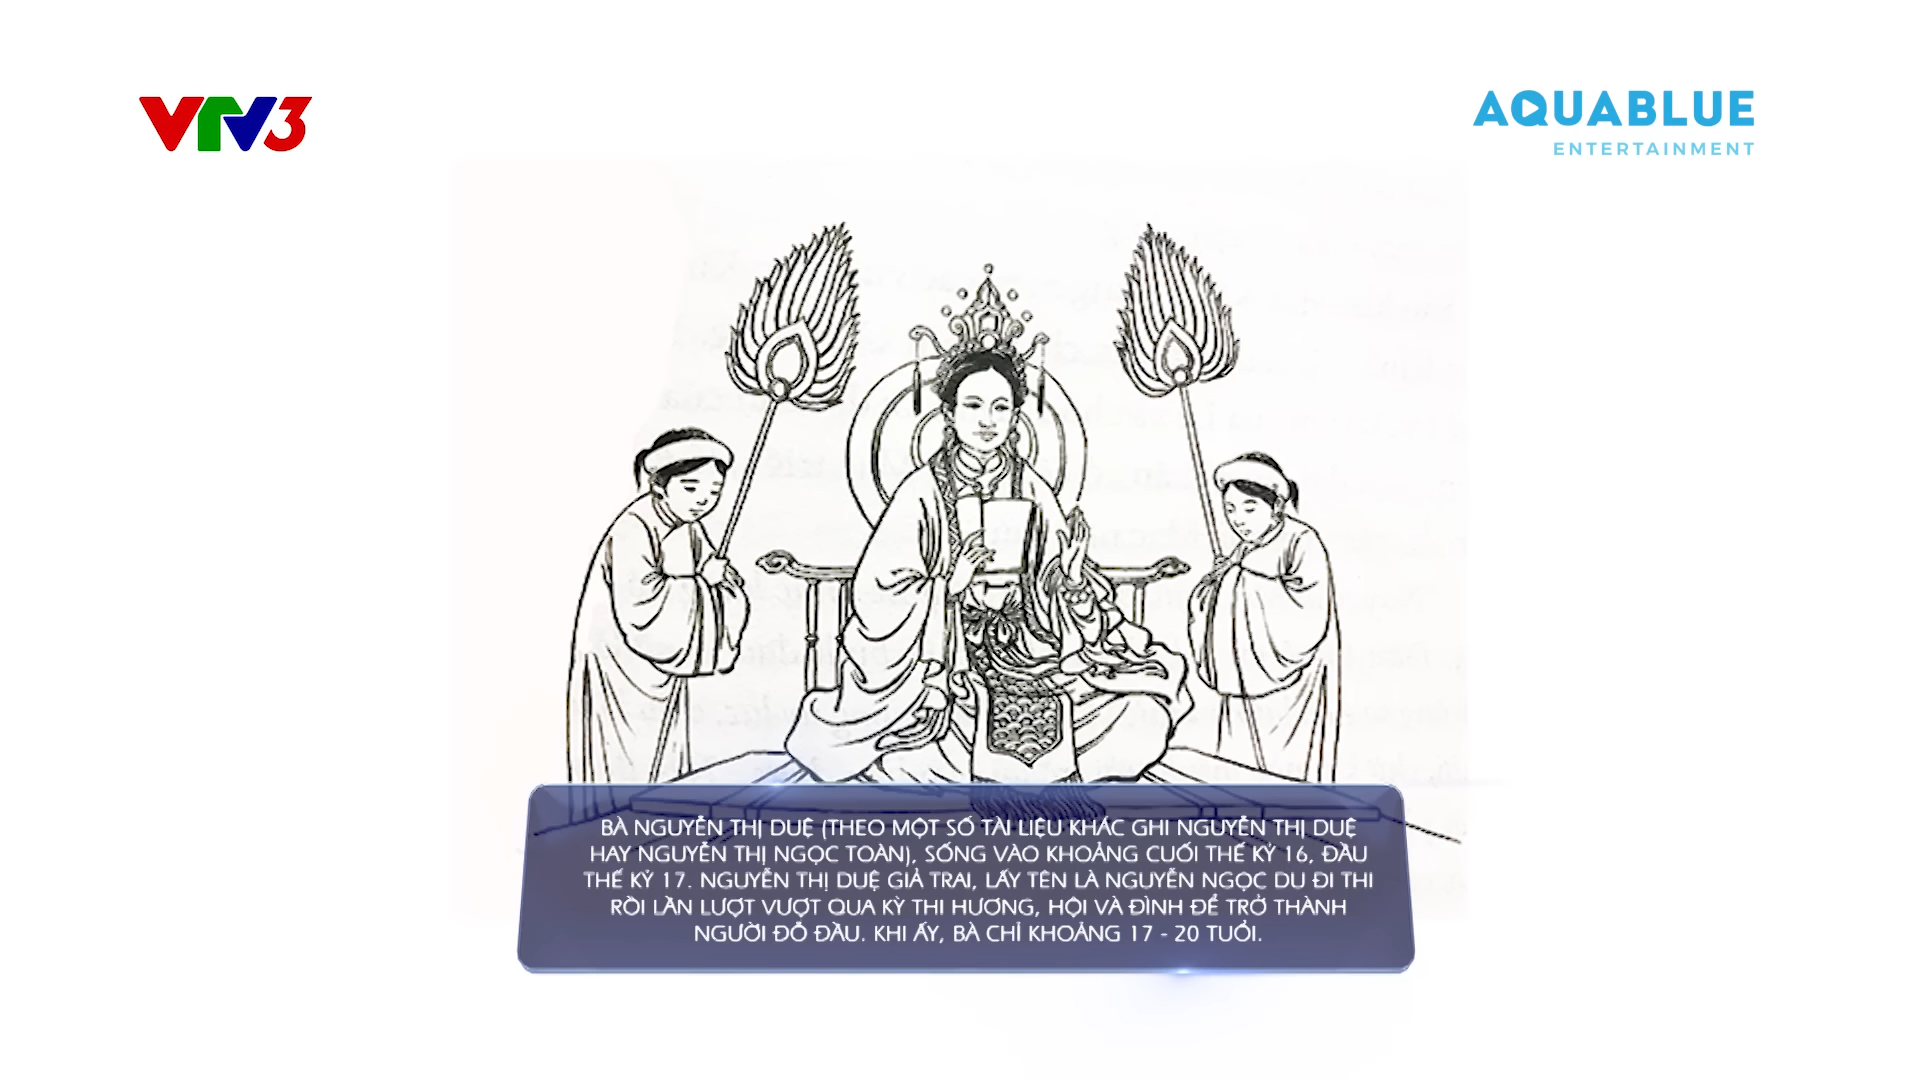 VTV3
AQUABLUE
ENTERTAINMENT
BÀ NGUYỄN THỊ DUỆ (THEO MỘT SỐ TÀI LIỆU KHÁC GHI NGUYỄN THỊ DUỆ
HAY NGUYỄN THỊ NGỌC TOÀN), SỐNG VÀO KHOẢNG CUỐI THẾ KỶ 16, ĐẦU
THẾ KỶ 17. NGUYỄN THỊ DUỆ GIẢ TRAI, LẤY TÊN LÀ NGUYỄN NGỌC DU ĐI THI
RỒI LẦN LƯỢT VƯỢT QUA KỲ THI HƯƠNG, HỘI VÀ ĐÌNH ĐỂ TRỞ THÀNH
NGƯỜI ĐỖ ĐẦU. KHI ẤY, BÀ CHỈ KHOẢNG 17 - 20 TUỔI.